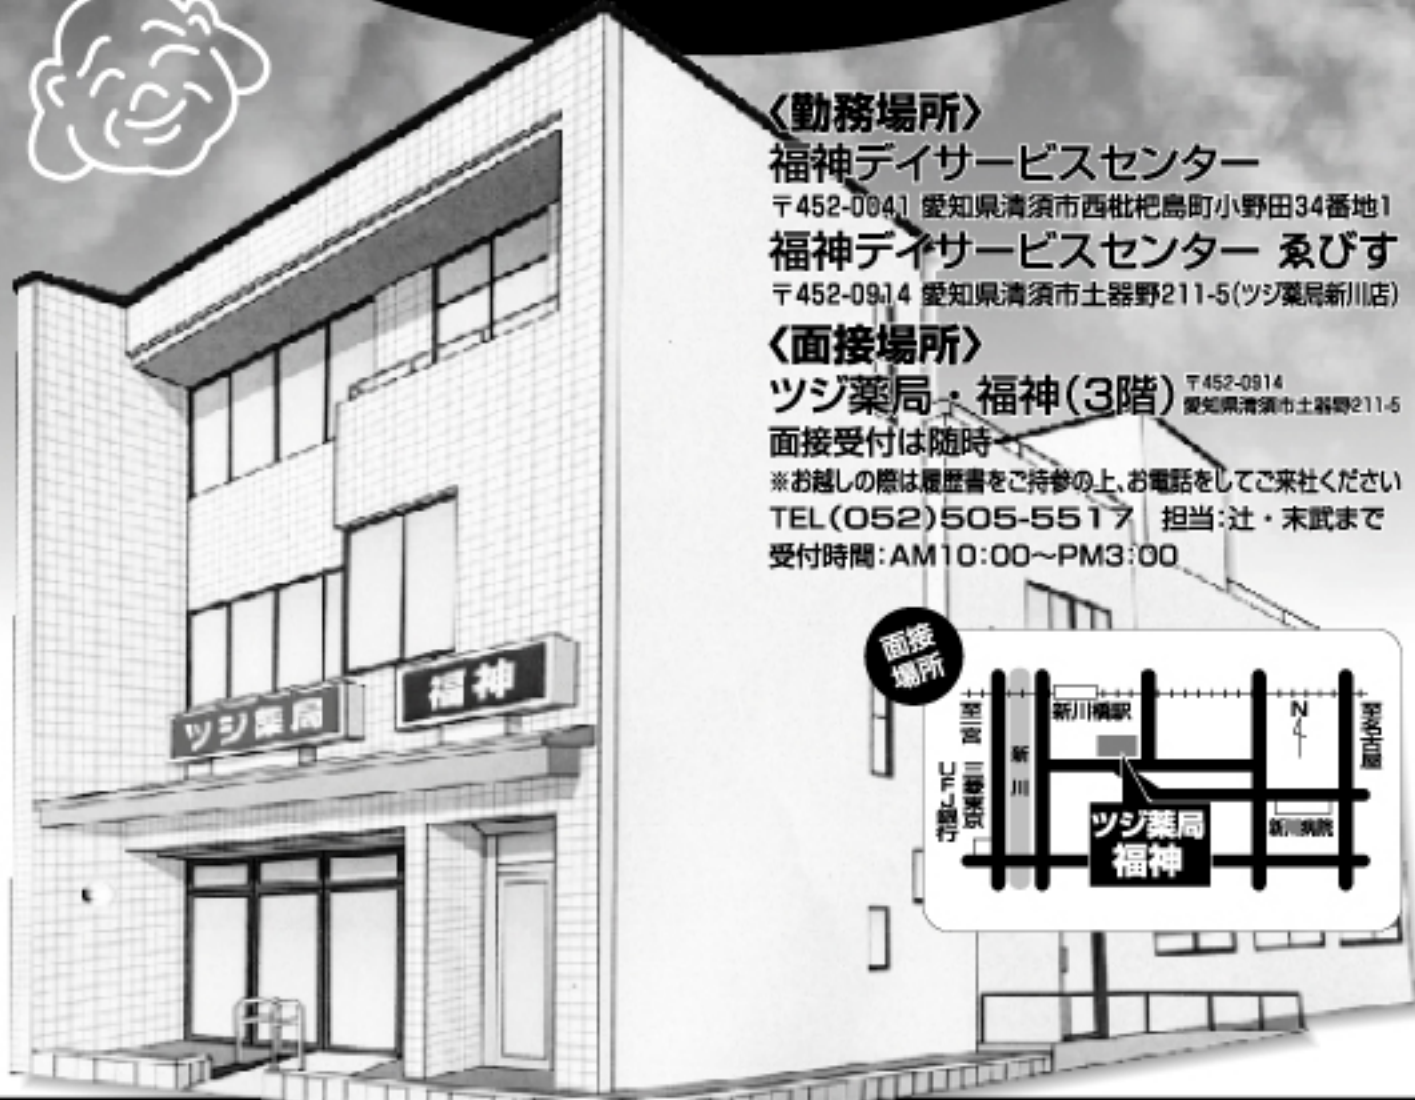 〈勤務場所〉
福神デイサービスセンター
〒452-0041 愛知県清須市西枇杷島町小野田34番地1
福神デイサービスセンター ゑびす
〒452-0914 愛知県清須市土器野211-5(ツジ薬局新川店)
〈面接場所〉
ツジ薬局・福神(3階)
〒452-0914
愛知県清須市土器野211-5
面接受付は随時
※お越しの際は履歴書をご持参の上、お電話をしてご来社ください
TEL(052)505-5517 担当:辻・末武まで
受付時間:AM10:00〜PM3:00
福神
ツジ薬局
面接
場所
至一宮
新川橋駅
N
至名古屋
新川
三菱東京
UFJ銀行
ツジ薬局
福神
新川病院